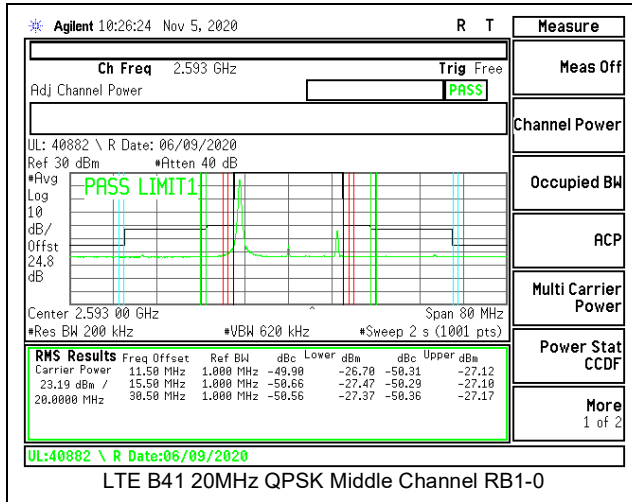 Agilent 10:26:24 Nov 5, 2020 R T
Measure
Ch Freq 2.593 GHz Trig Free
Meas Off
Adj Channel Power PASS
Channel Power
UL: 40882 \ R Date: 06/09/2020
Ref 30 dBm #Atten 40 dB
#Avg
Log
10
dB/
Offst
24.8
dB
PASS LIMIT1
Occupied BW
ACP
Multi Carrier
Power
Center 2.593 00 GHz ^ Span 80 MHz
#Res BW 200 kHz #VBW 620 kHz #Sweep 2 s (1001 pts)
Power Stat
CCDF
RMS Results Freq Offset Ref BW dBc Lower dBm dBc Upper dBm
Carrier Power 11.50 MHz 1.000 MHz -49.90 -26.70 -50.31 -27.12
23.19 dBm / 15.50 MHz 1.000 MHz -50.66 -27.47 -50.29 -27.10
20.0000 MHz 30.50 MHz 1.000 MHz -50.56 -27.37 -50.36 -27.17
More
1 of 2
UL:40882 \ R Date:06/09/2020
LTE B41 20MHz QPSK Middle Channel RB1-0